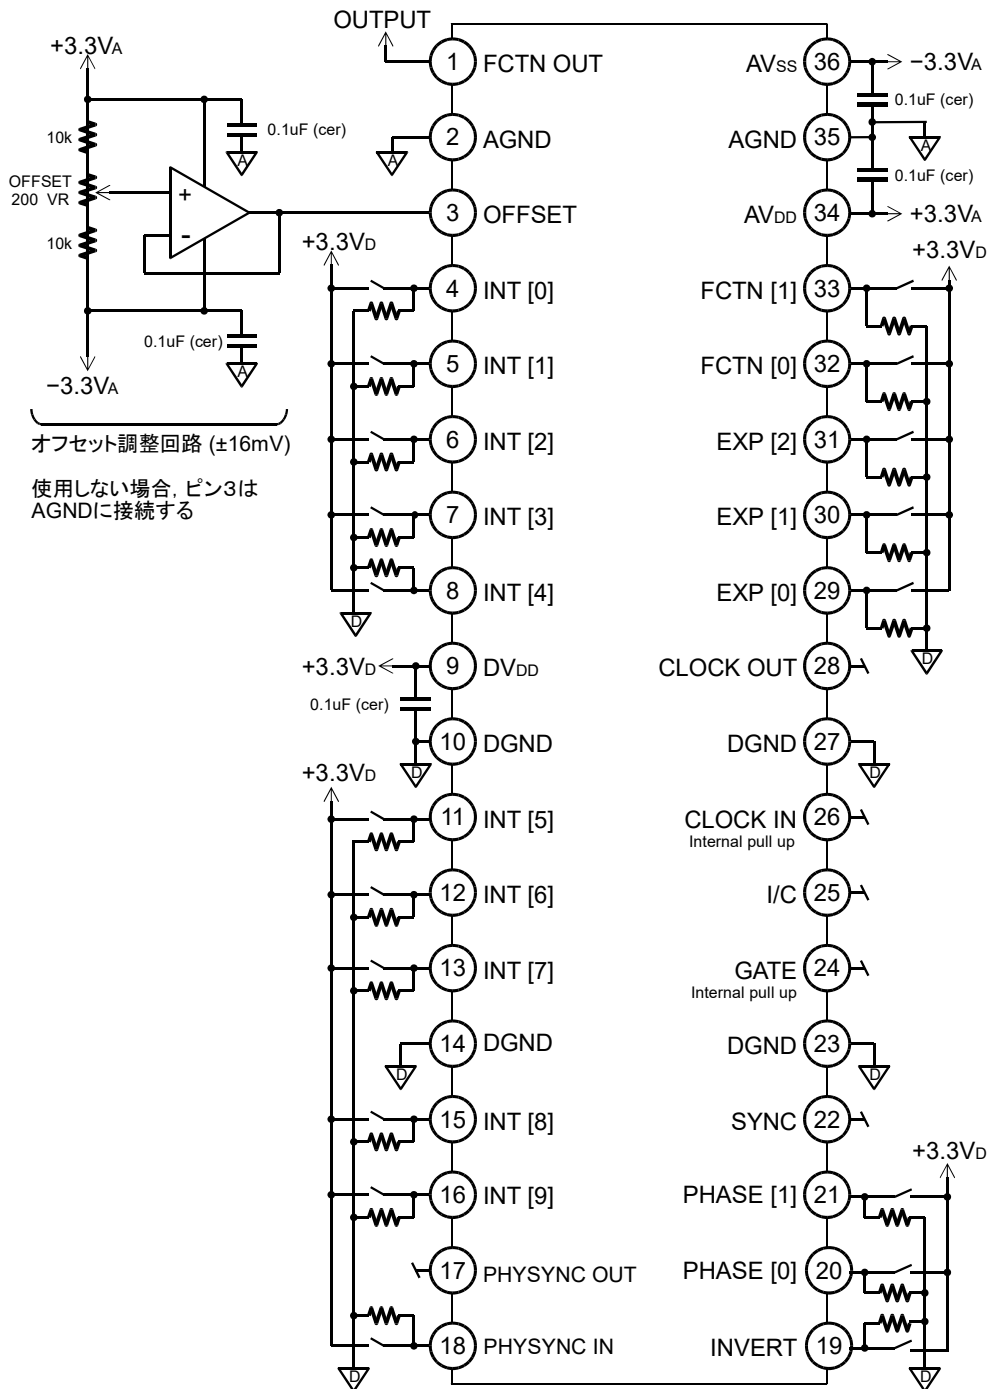 OUTPUT
+3.3VA
10k
OFFSET
200 VR
10k
0.1uF (cer)
A
+
-
0.1uF (cer)
A
−3.3VA
オフセット調整回路 (±16mV)
使用しない場合, ピン3は
AGNDに接続する
1 FCTN OUT
A
2 AGND
3 OFFSET
+3.3VD
4 INT [0]
5 INT [1]
6 INT [2]
7 INT [3]
8 INT [4]
D
+3.3VD
9 DVDD
0.1uF (cer)
10 DGND
D
+3.3VD
11 INT [5]
12 INT [6]
13 INT [7]
14 DGND
D
15 INT [8]
16 INT [9]
17 PHYSYNC OUT
18 PHYSYNC IN
D
AVSS 36
−3.3VA
0.1uF (cer)
AGND 35
A
0.1uF (cer)
AVDD 34
+3.3VA
+3.3VD
FCTN [1] 33
FCTN [0] 32
EXP [2] 31
EXP [1] 30
EXP [0] 29
D
CLOCK OUT 28
DGND 27
D
CLOCK IN 26
Internal pull up
I/C 25
GATE 24
Internal pull up
DGND 23
D
SYNC 22
+3.3VD
PHASE [1] 21
PHASE [0] 20
INVERT 19
D